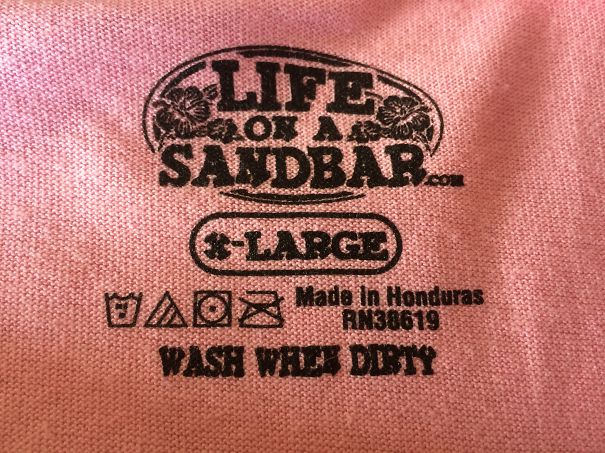 LIFE
ON A
SANDBAR.com
X-LARGE
Made in Honduras
RN38619
WASH WHEN DIRTY